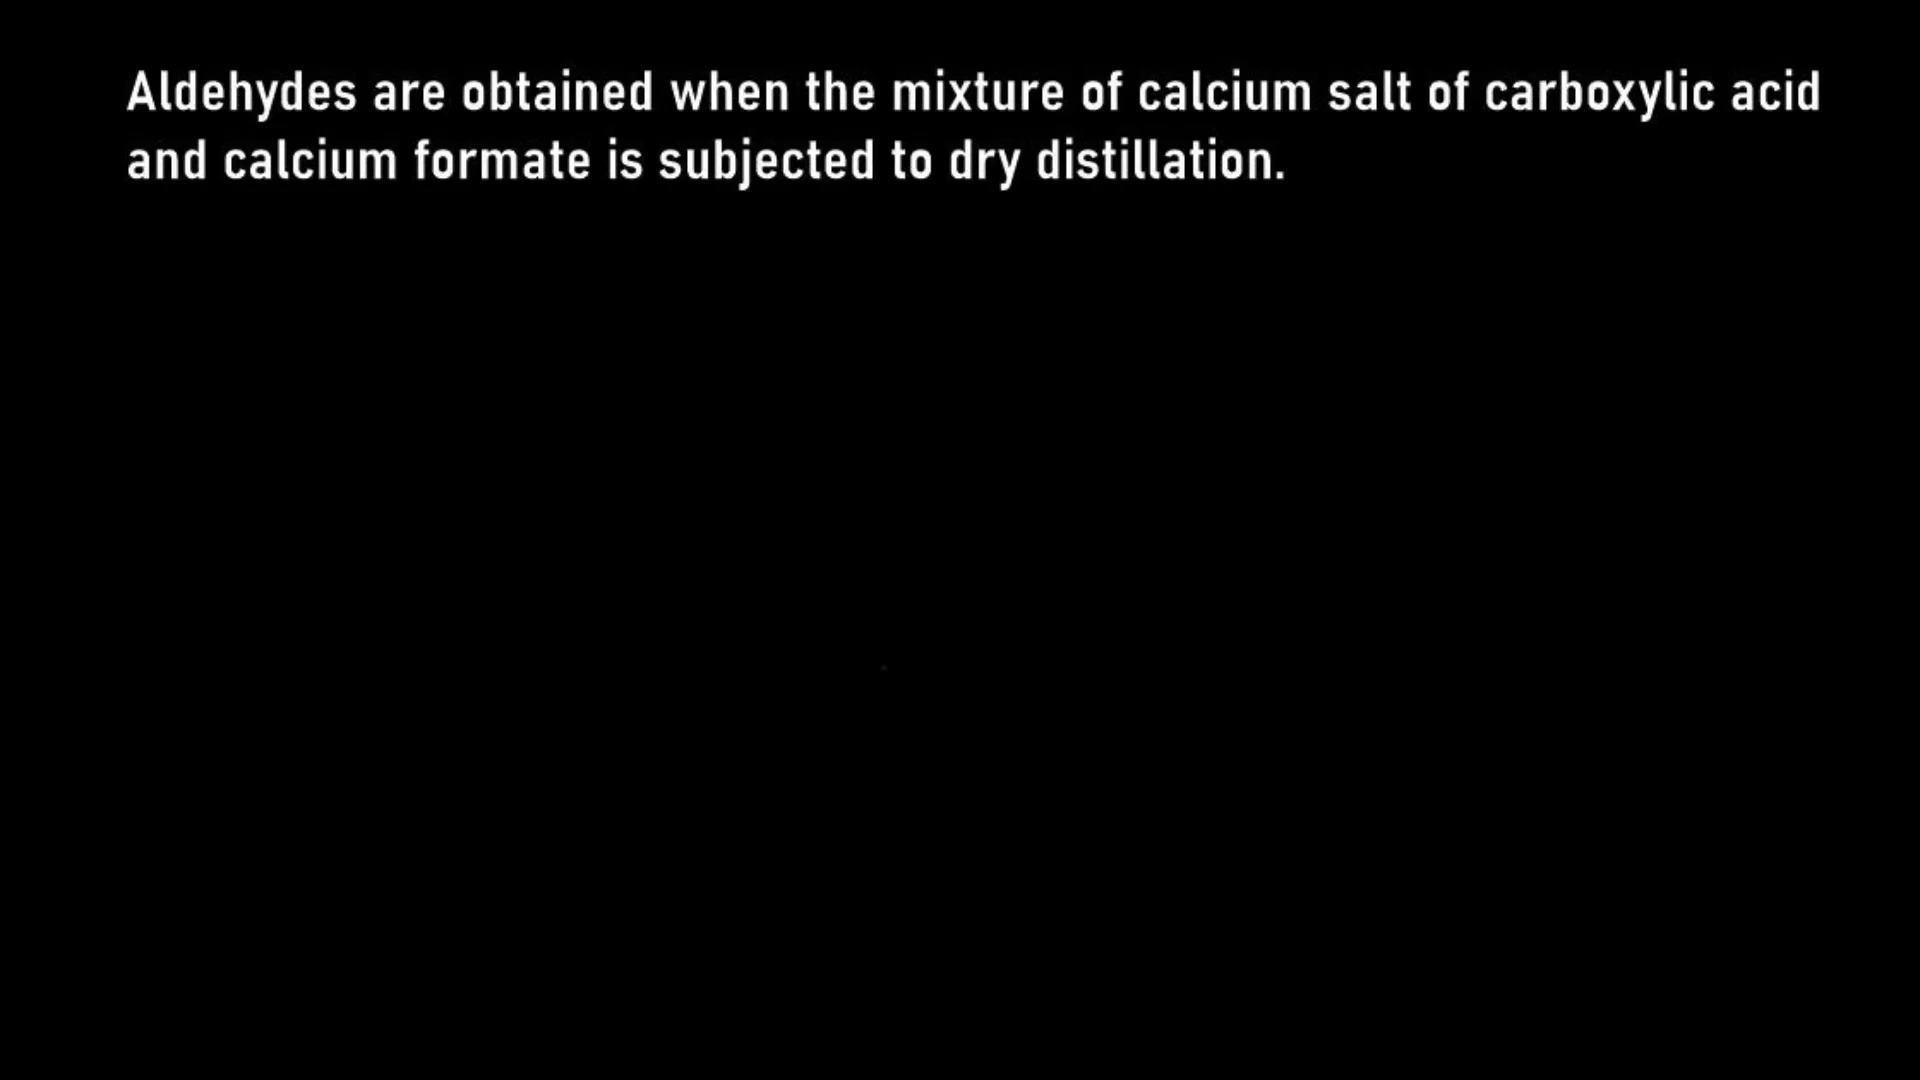 Aldehydes are obtained when the mixture of calcium salt of carboxylic acid
and calcium formate is subjected to dry distillation.